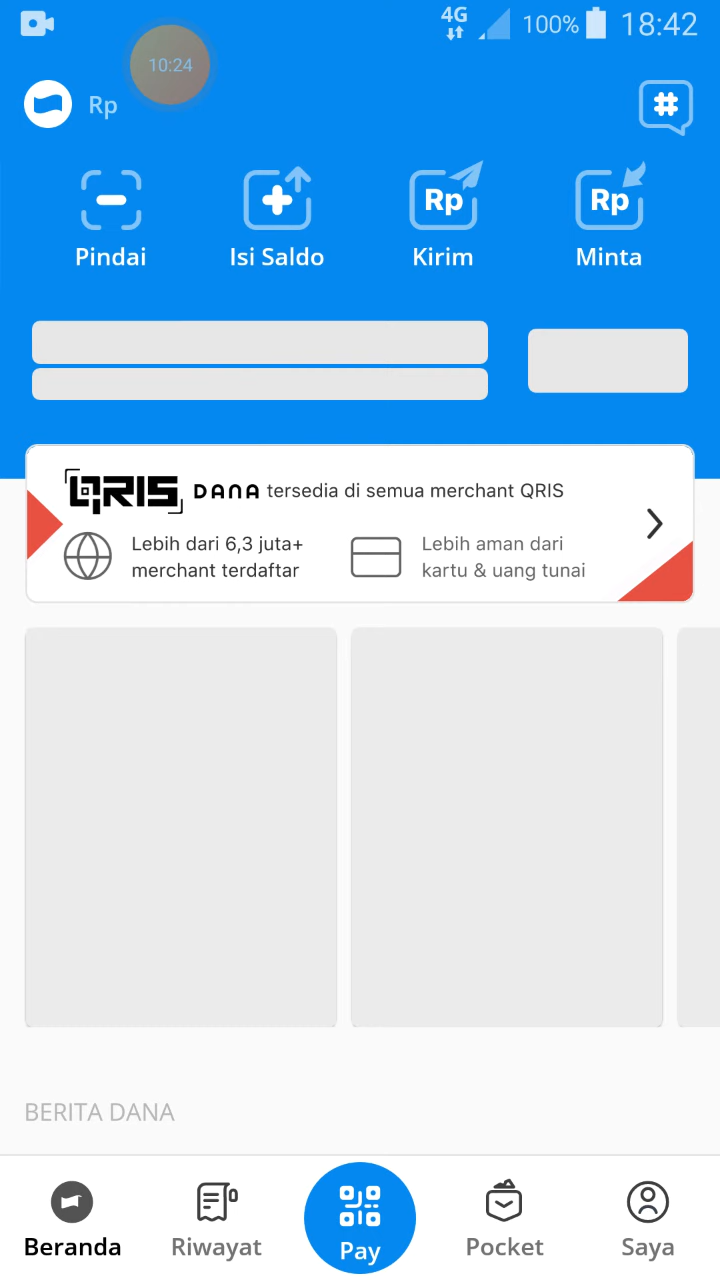 4G 100% 18:42
10:24
Rp
Pindai Isi Saldo Rp Kirim Rp Minta
QRIS DANA tersedia di semua merchant QRIS
Lebih dari 6,3 juta+ merchant terdaftar
Lebih aman dari kartu & uang tunai
BERITA DANA
Beranda Riwayat Pay Pocket Saya